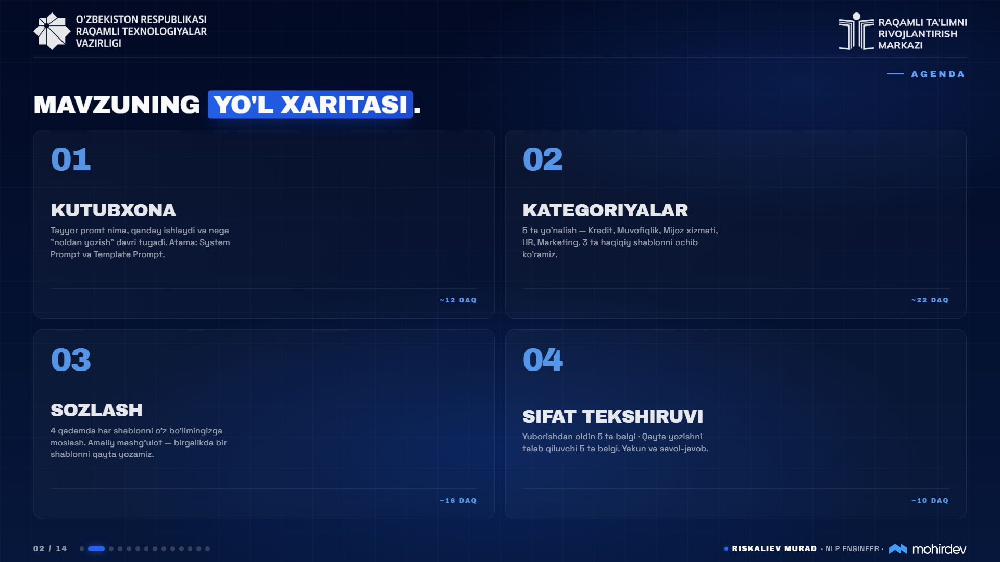 O'ZBEKISTON RESPUBLIKASI
RAQAMLI TEXNOLOGIYALAR
VAZIRLIGI
RAQAMLI TA'LIMNI
RIVOJLANTIRISH
MARKAZI
AGENDA
MAVZUNING YO'L XARITASI.
01
KUTUBXONA
Tayyor promt nima, qanday ishlaydi va nega
"noldan yozish" davri tugadi. Atama: System
Prompt va Template Prompt.
~12 DAQ
02
KATEGORIYALAR
5 ta yo'nalish — Kredit, Muvofiqlik, Mijoz xizmati,
HR, Marketing. 3 ta haqiqiy shablonni ochib
ko'ramiz.
~22 DAQ
03
SOZLASH
4 qadamda har shablonni o'z bo'limingizga
moslash. Amaliy mashg'ulot — birgalikda bir
shablonni qayta yozamiz.
~16 DAQ
04
SIFAT TEKSHIRUVI
Yuborishdan oldin 5 ta belgi · Qayta yozishni
talab qiluvchi 5 ta belgi. Yakun va savol-javob.
~10 DAQ
02 / 14
RISKALIEV MURAD · NLP ENGINEER · mohirdev